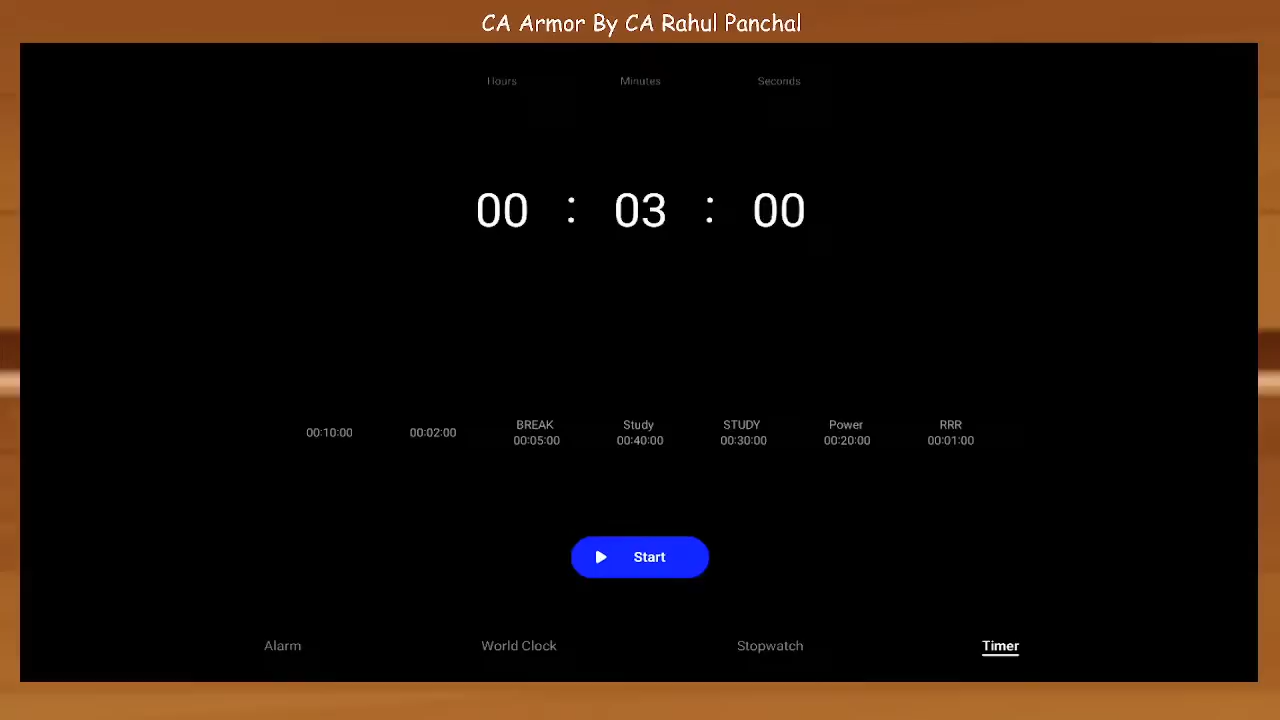 CA Armor By CA Rahul Panchal
Hours Minutes Seconds
00 : 03 : 00
BREAK Study STUDY Power RRR
00:10:00 00:02:00 00:05:00 00:40:00 00:30:00 00:20:00 00:01:00
Start
Alarm World Clock Stopwatch Timer